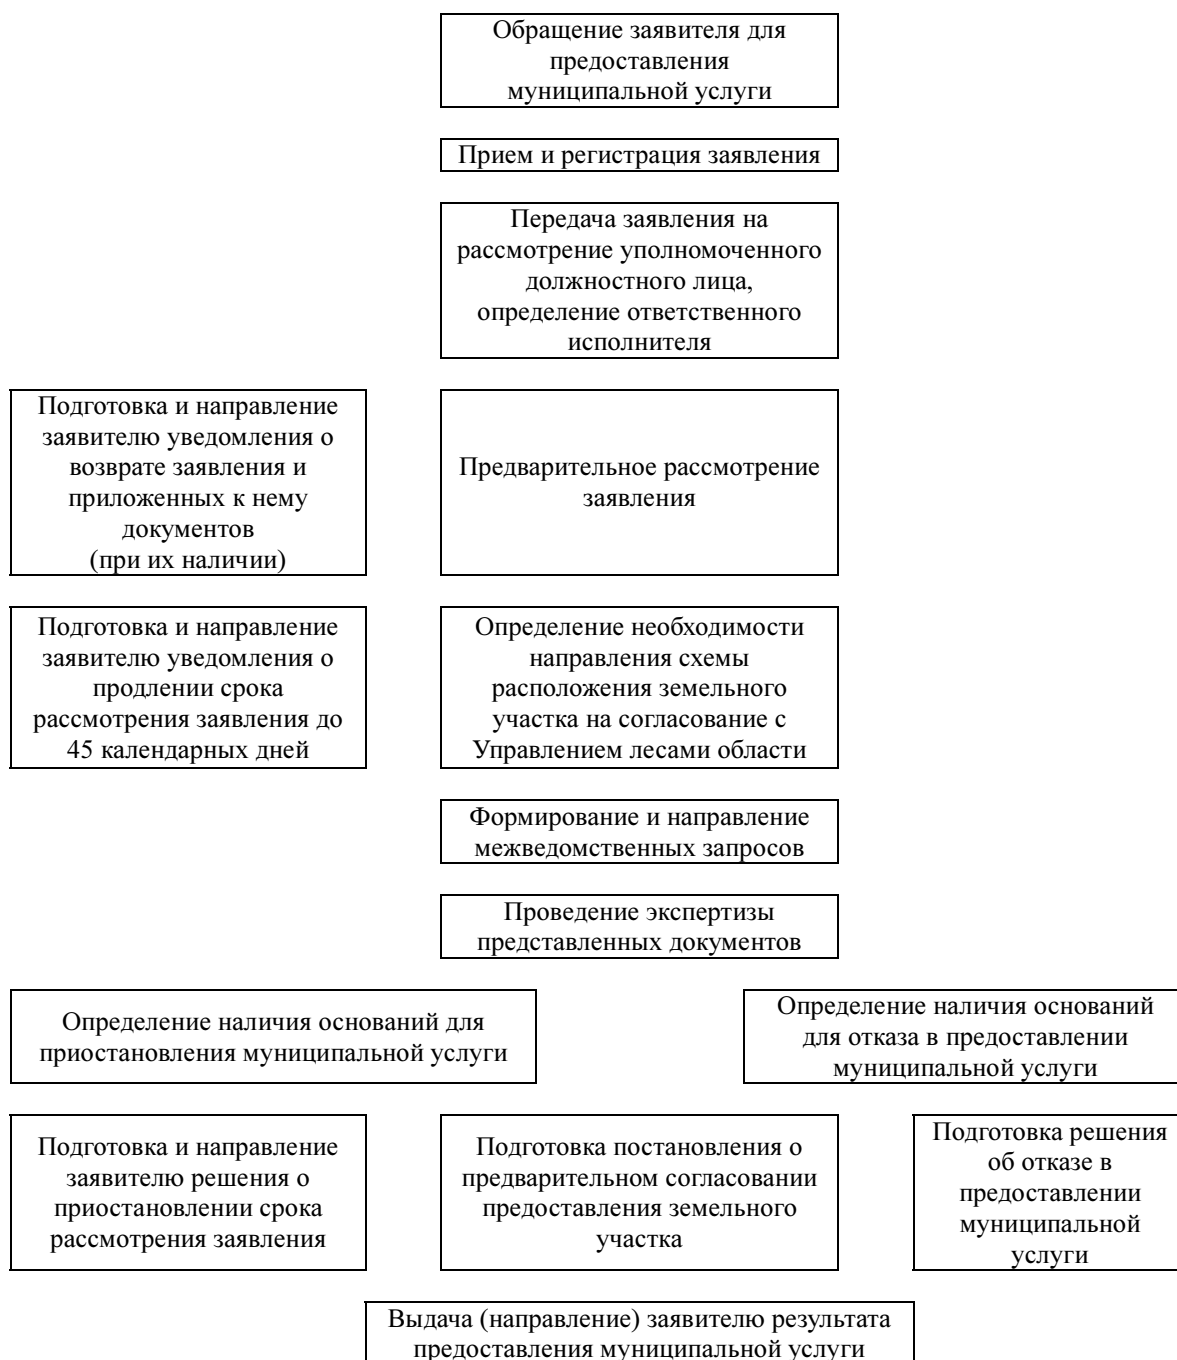 Обращение заявителя для
предоставления
муниципальной услуги
Прием и регистрация заявления
Передача заявления на
рассмотрение уполномоченного
должностного лица,
определение ответственного
исполнителя
Подготовка и направление
заявителю уведомления о
возврате заявления и
приложенных к нему
документов
(при их наличии)
Предварительное рассмотрение
заявления
Подготовка и направление
заявителю уведомления о
продлении срока
рассмотрения заявления до
45 календарных дней
Определение необходимости
направления схемы
расположения земельного
участка на согласование с
Управлением лесами области
Формирование и направление
межведомственных запросов
Проведение экспертизы
представленных документов
Определение наличия оснований для
приостановления муниципальной услуги
Определение наличия оснований
для отказа в предоставлении
муниципальной услуги
Подготовка и направление
заявителю решения о
приостановлении срока
рассмотрения заявления
Подготовка постановления о
предварительном согласовании
предоставления земельного
участка
Подготовка решения
об отказе в
предоставлении
муниципальной
услуги
Выдача (направление) заявителю результата
предоставления муниципальной услуги